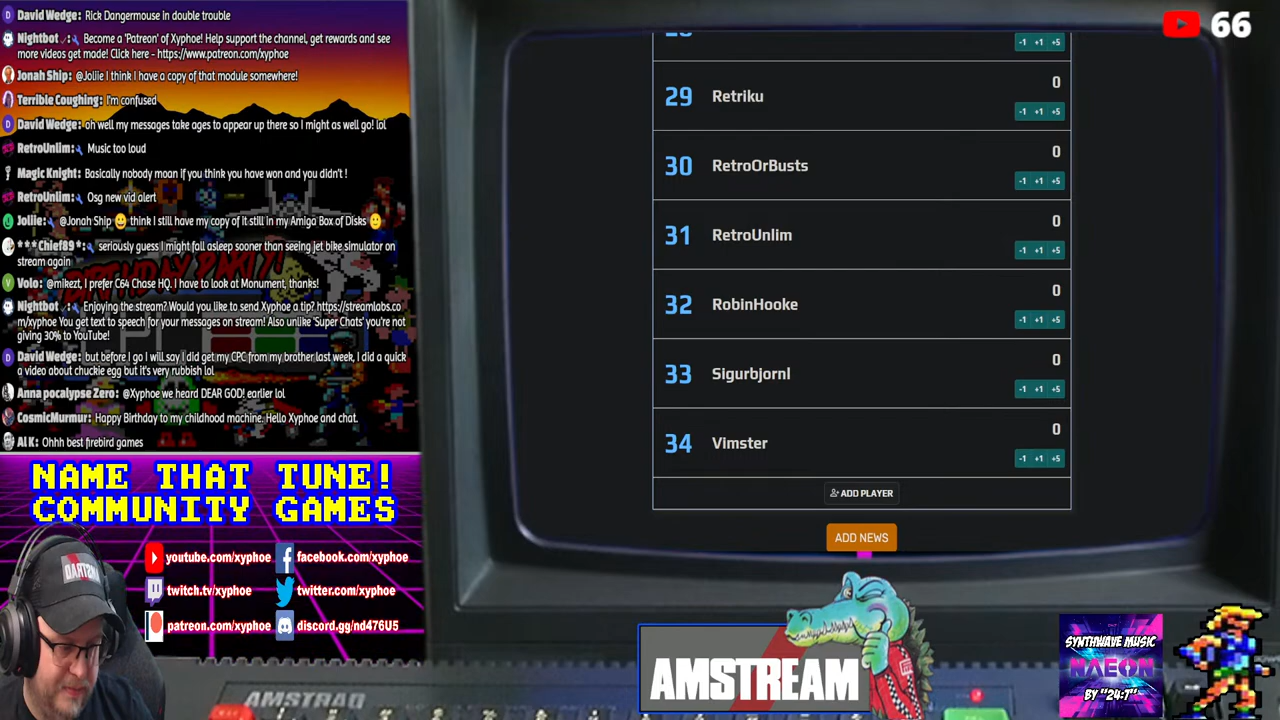 David Wedge: Rick Dangermouse in double trouble
Nightbot: Become a 'Patreon' of Xyphoe! Help support the channel, get rewards and see
more videos get made! Click here - https://www.patreon.com/xyphoe
Jonah Ship: @Jollie I think I have a copy of that module somewhere!
Terrible Coughing: I'm confused
David Wedge: oh well my messages take ages to appear up there so I might as well go! lol
RetroUnlim: Music too loud
Magic Knight: Basically nobody moan if you think you have won and you didn't !
RetroUnlim: Osg new vid alert
Jollie: @Jonah Ship 😀 think I still have my copy of it still in my Amiga Box of Disks 🙂
***Chief89*: seriously guess I might fall asleep sooner than seeing jet bike simulator on
stream again
Volo: @mikezt, I prefer C64 Chase HQ. I have to look at Monument, thanks!
Nightbot: Enjoying the stream? Would you like to send Xyphoe a tip? https://streamlabs.co
m/xyphoe You get text to speech for your messages on stream! Also unlike 'Super Chats' you're not
giving 30% to YouTube!
David Wedge: but before I go I will say I did get my CPC from my brother last week, I did a quick
a video about chuckie egg but it's very rubbish lol
Anna pocalypse Zero: @Xyphoe we heard DEAR GOD! earlier lol
CosmicMurmur: Happy Birthday to my childhood machine. Hello Xyphoe and chat.
Al K: Ohhh best firebird games
BIRTHDAY PARTY!
NAME THAT TUNE!
COMMUNITY GAMES
youtube.com/xyphoe
facebook.com/xyphoe
twitch.tv/xyphoe
twitter.com/xyphoe
patreon.com/xyphoe
discord.gg/nd476U5
66
-1 +1 +5
29 Retriku 0
-1 +1 +5
30 RetroOrBusts 0
-1 +1 +5
31 RetroUnlim 0
-1 +1 +5
32 RobinHooke 0
-1 +1 +5
33 Sigurbjornl 0
-1 +1 +5
34 Vimster 0
-1 +1 +5
ADD PLAYER
ADD NEWS
AMSTRAD
AMSTREAM
SYNTHWAVE MUSIC
NAEON
BY "24:7"